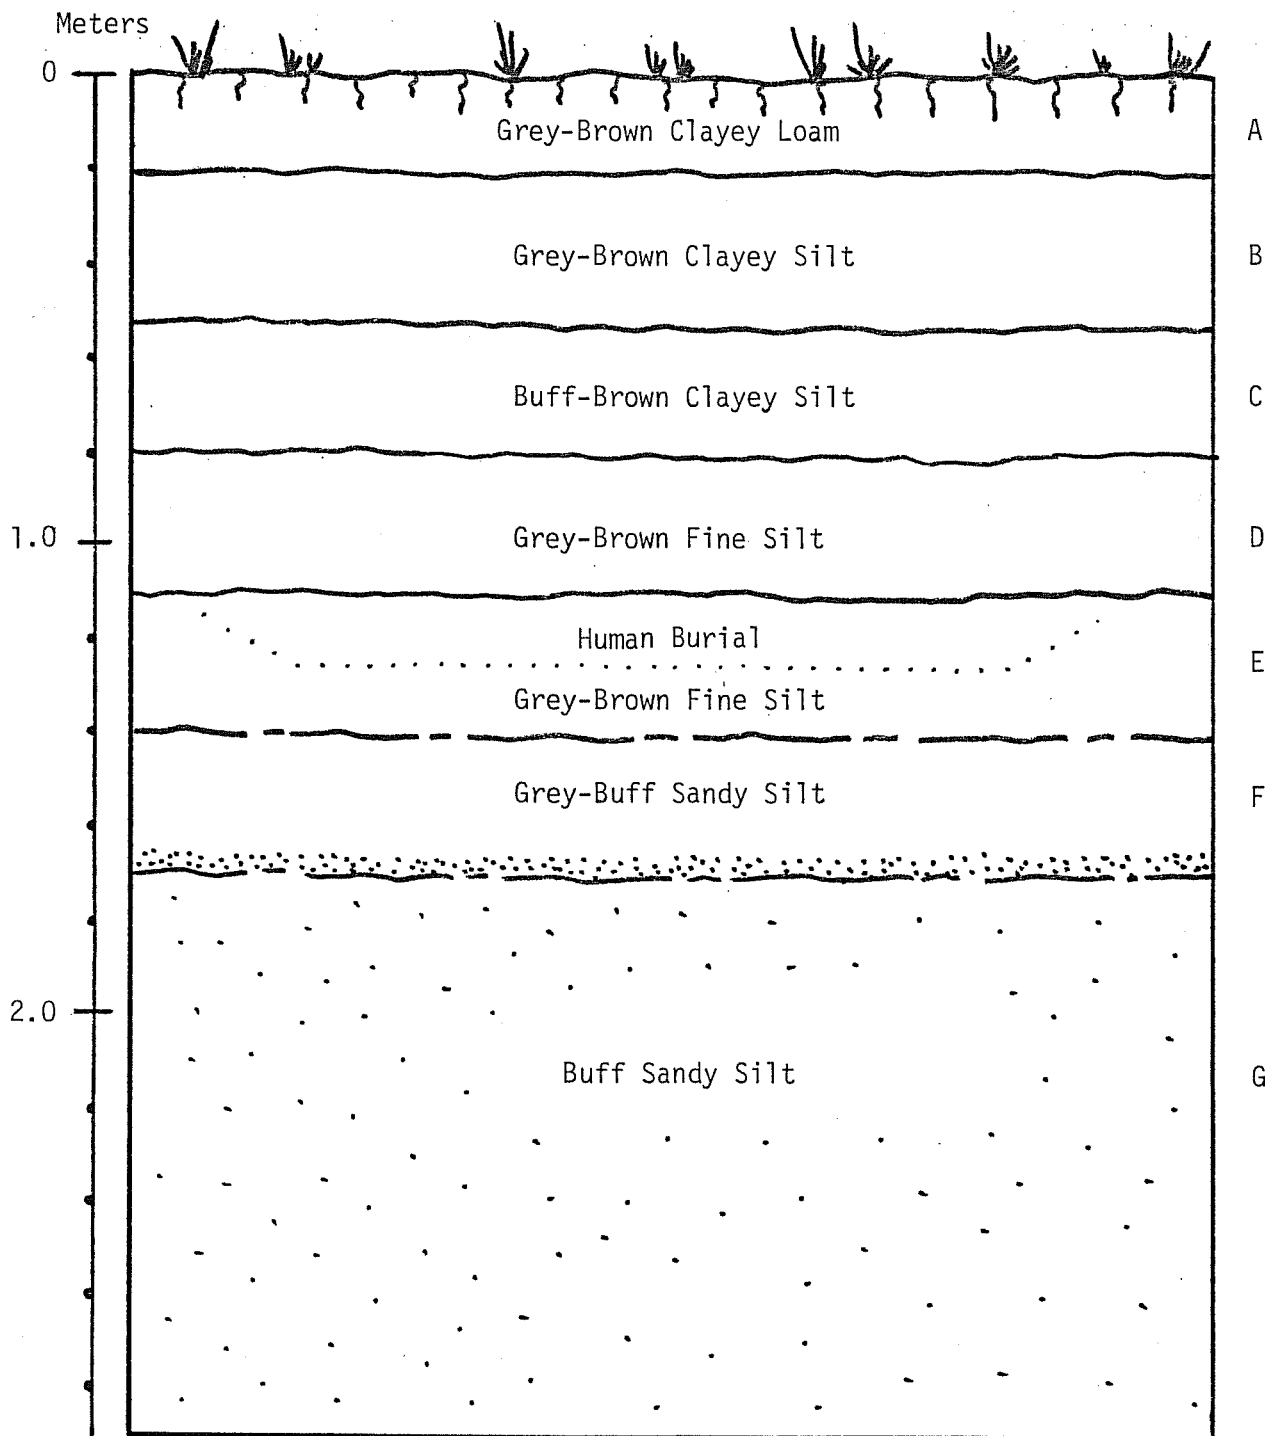 Meters
0
Grey-Brown Clayey Loam A
Grey-Brown Clayey Silt B
Buff-Brown Clayey Silt C
1.0 Grey-Brown Fine Silt D
Human Burial
E
Grey-Brown Fine Silt
Grey-Buff Sandy Silt F
2.0
Buff Sandy Silt G